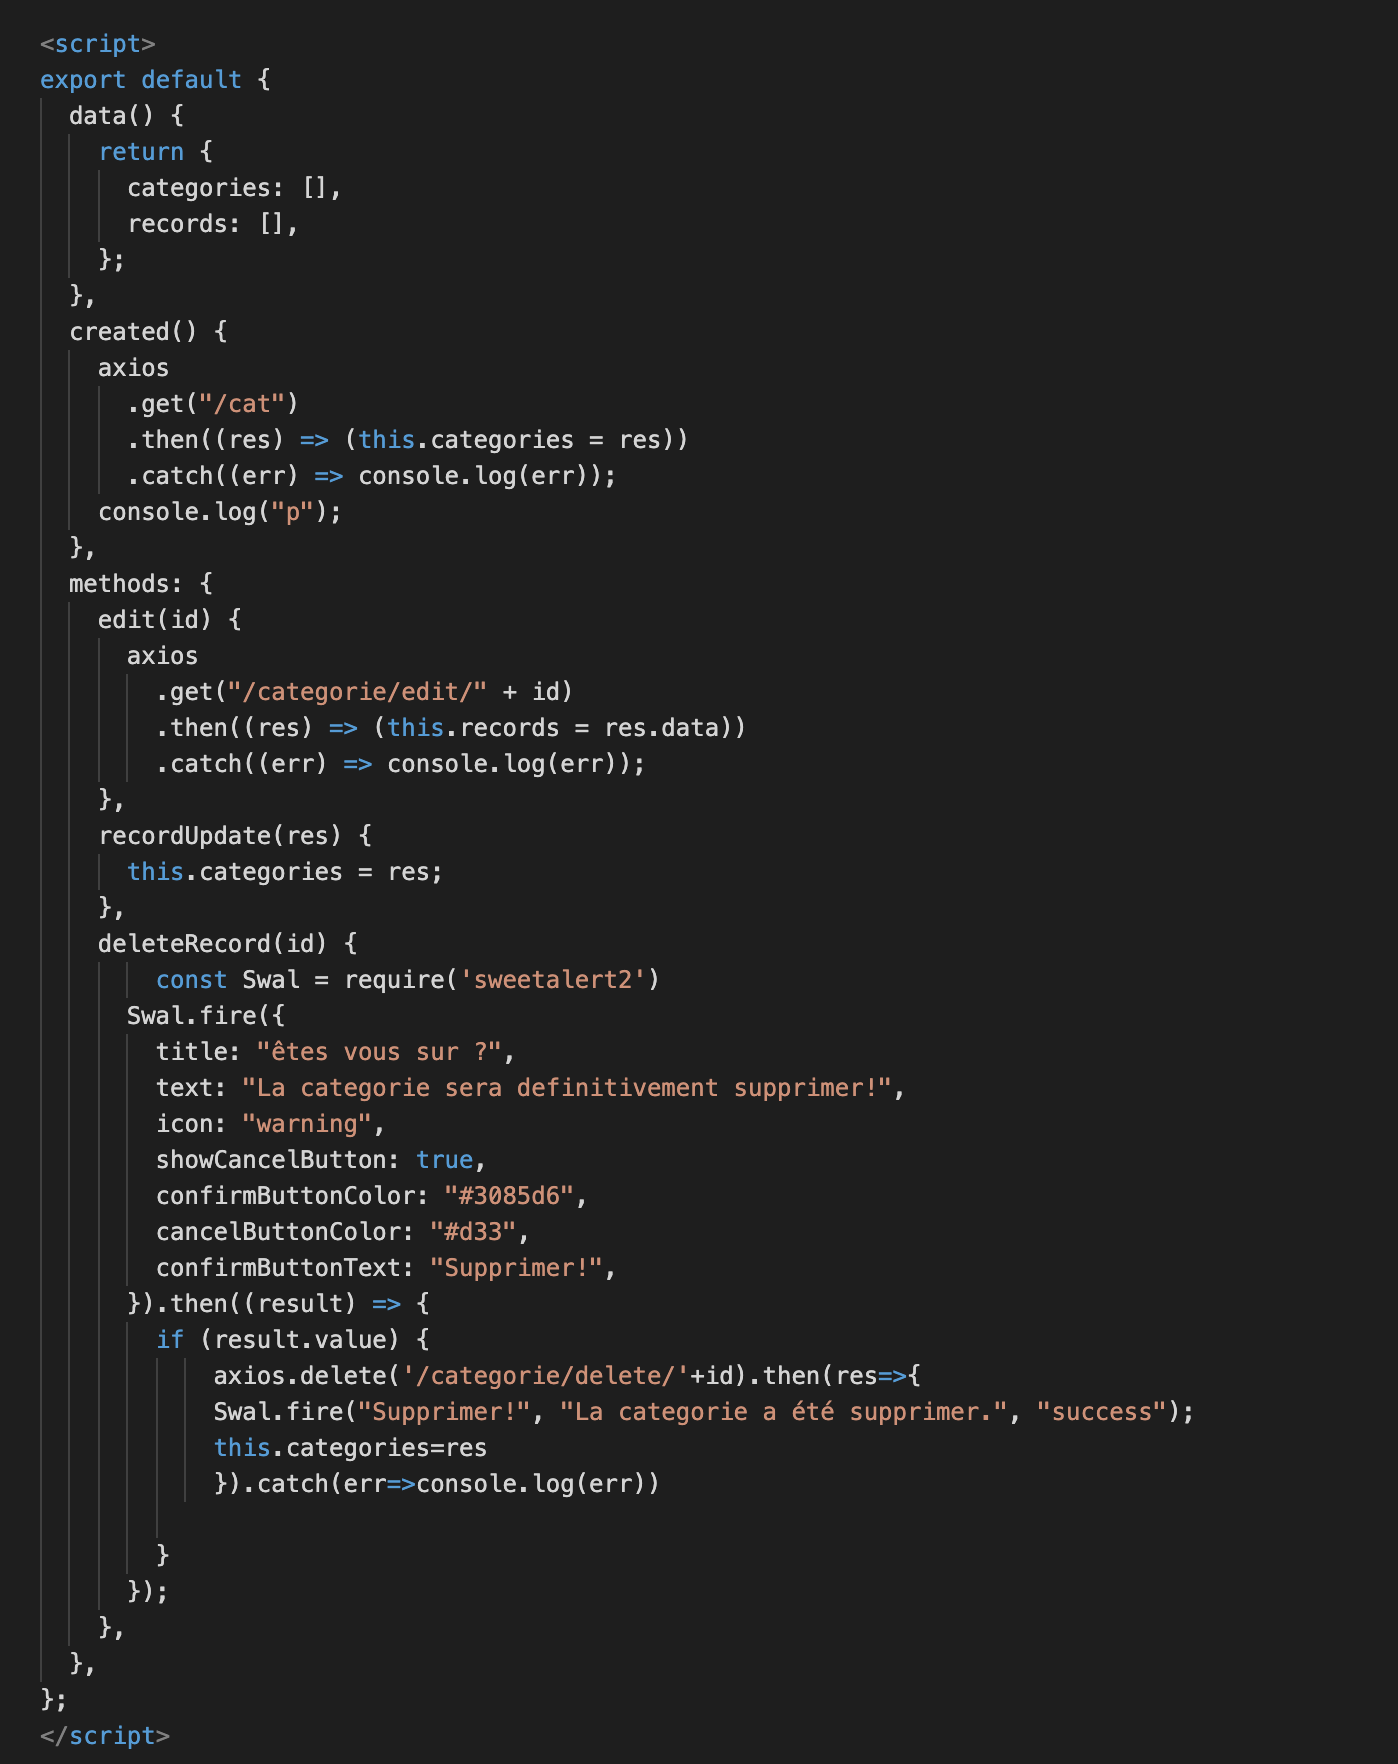 <script>
export default {
  data() {
    return {
      categories: [],
      records: [],
    };
  },
  created() {
    axios
      .get("/cat")
      .then((res) => (this.categories = res))
      .catch((err) => console.log(err));
    console.log("p");
  },
  methods: {
    edit(id) {
      axios
        .get("/categorie/edit/" + id)
        .then((res) => (this.records = res.data))
        .catch((err) => console.log(err));
    },
    recordUpdate(res) {
      this.categories = res;
    },
    deleteRecord(id) {
        const Swal = require('sweetalert2')
      Swal.fire({
        title: "êtes vous sur ?",
        text: "La categorie sera definitivement supprimer!",
        icon: "warning",
        showCancelButton: true,
        confirmButtonColor: "#3085d6",
        cancelButtonColor: "#d33",
        confirmButtonText: "Supprimer!",
      }).then((result) => {
        if (result.value) {
            axios.delete('/categorie/delete/'+id).then(res=>{
            Swal.fire("Supprimer!", "La categorie a été supprimer.", "success");
            this.categories=res
            }).catch(err=>console.log(err))

        }
      });
    },
  },
};
</script>